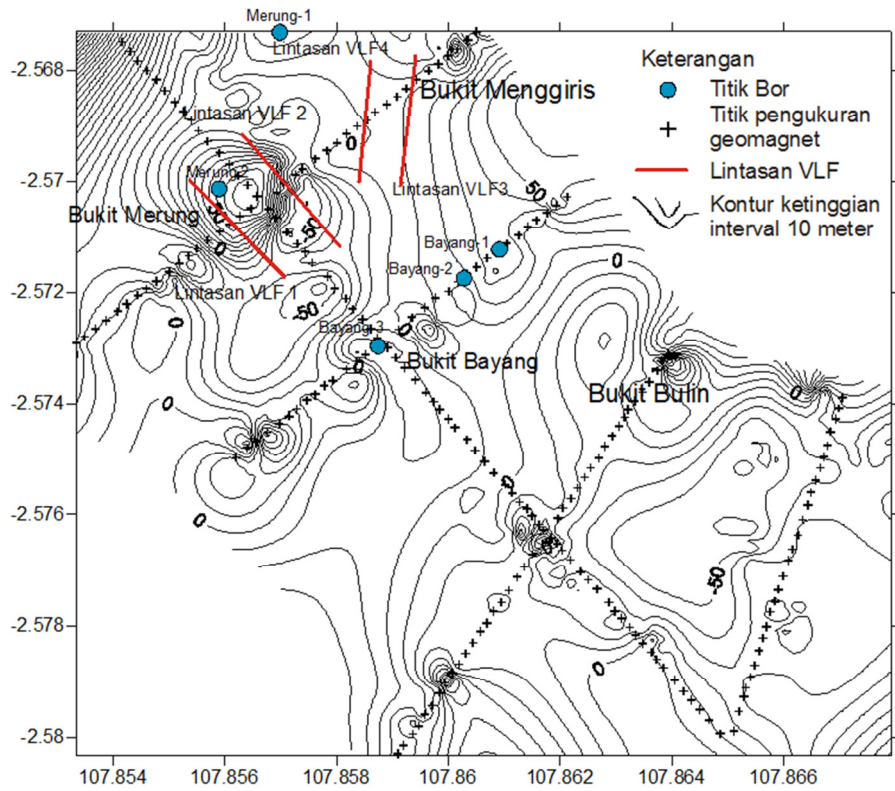 Merung-1
-2.568
Lintasan VLF4
Keterangan
Titik Bor
Bukit Menggiris
Titik pengukuran
geomagnet
Lintasan VLF 2
0
Lintasan VLF
-2.57
Merung-2
Lintasan VLF3
50
Kontur ketinggian
interval 10 meter
50
Bukit Merung
-50
Bayang-1
0
0
Bayang-2
-2.572
Lintasan VLF 1
-50
0
Bayang-3
0
Bukit Bayang
0
Bukit Bulin
0
-2.574
0
0
-2.576
0
-50
-2.578
0
-2.58
107.854
107.856
107.858
107.86
107.862
107.864
107.866